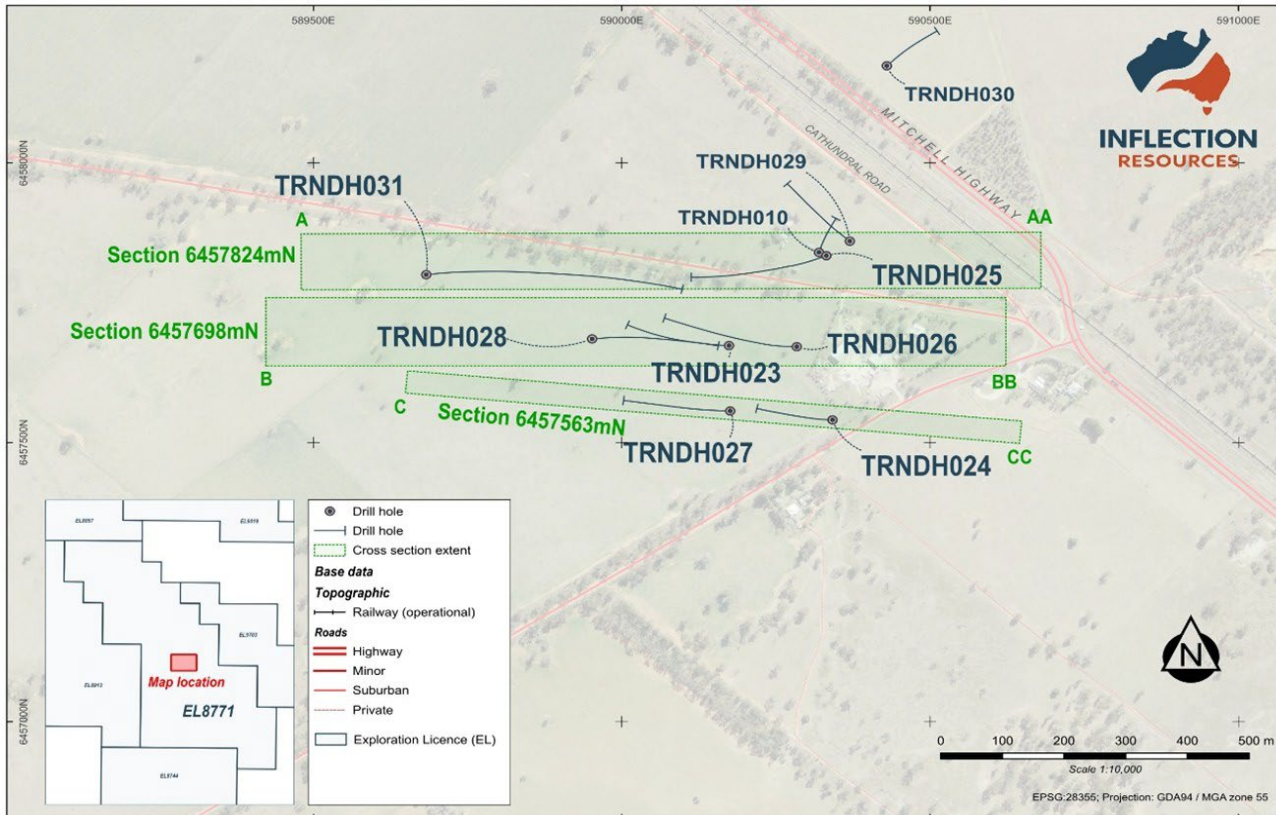 589500E
590000E
590500E
591000E
6458000N
6457500N
6457000N
INFLECTION
RESOURCES
TRNDH030
MITCHELL HIGHWAY
CATHUNDRAL ROAD
TRNDH029
TRNDH031
TRNDH010
A
AA
Section 6457824mN
TRNDH025
Section 6457698mN
TRNDH028
TRNDH026
TRNDH023
B
BB
C
Section 6457563mN
TRNDH027
TRNDH024
CC
EL8771
Map location
EL9744
Drill hole
Drill hole
Cross section extent
Base data
Topographic
Railway (operational)
Roads
Highway
Minor
Suburban
Private
Exploration Licence (EL)
N
0 100 200 300 400 500 m
Scale 1:10,000
EPSG:28355; Projection: GDA94 / MGA zone 55